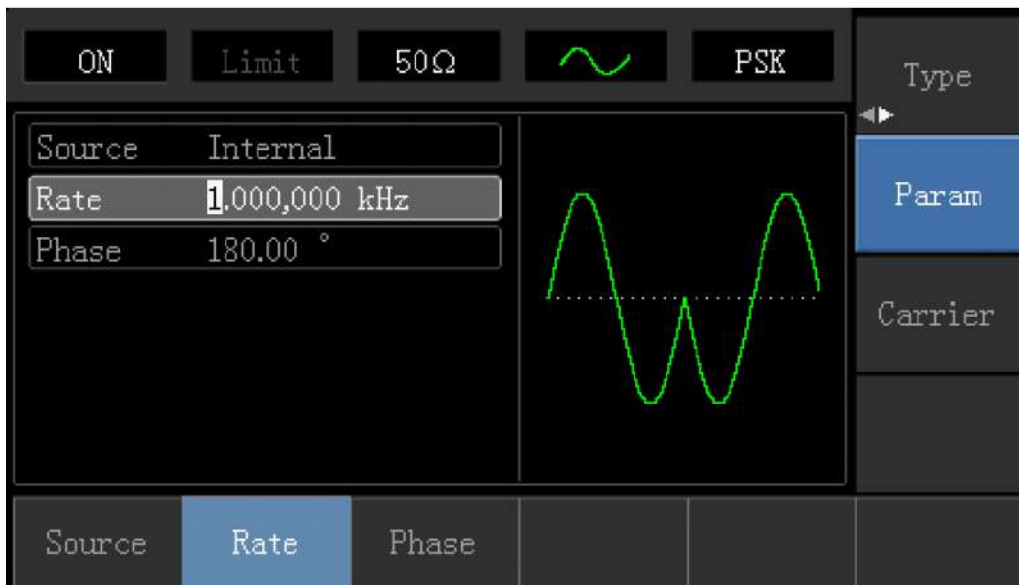 ON Limit 50Ω PSK
Type
Source Internal
Rate 1.000,000 kHz
Phase 180.00 °
Param
Carrier
Source Rate Phase